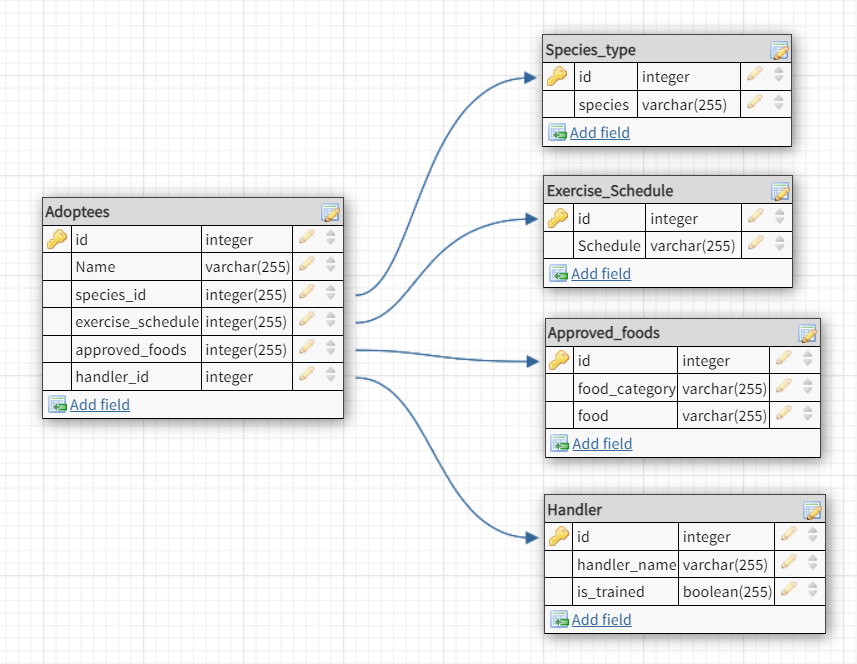 Adoptees
id integer
Name varchar(255)
species_id integer(255)
exercise_schedule integer(255)
approved_foods integer(255)
handler_id integer
Add field
Species_type
id integer
species varchar(255)
Add field
Exercise_Schedule
id integer
Schedule varchar(255)
Add field
Approved_foods
id integer
food_category varchar(255)
food varchar(255)
Add field
Handler
id integer
handler_name varchar(255)
is_trained boolean(255)
Add field